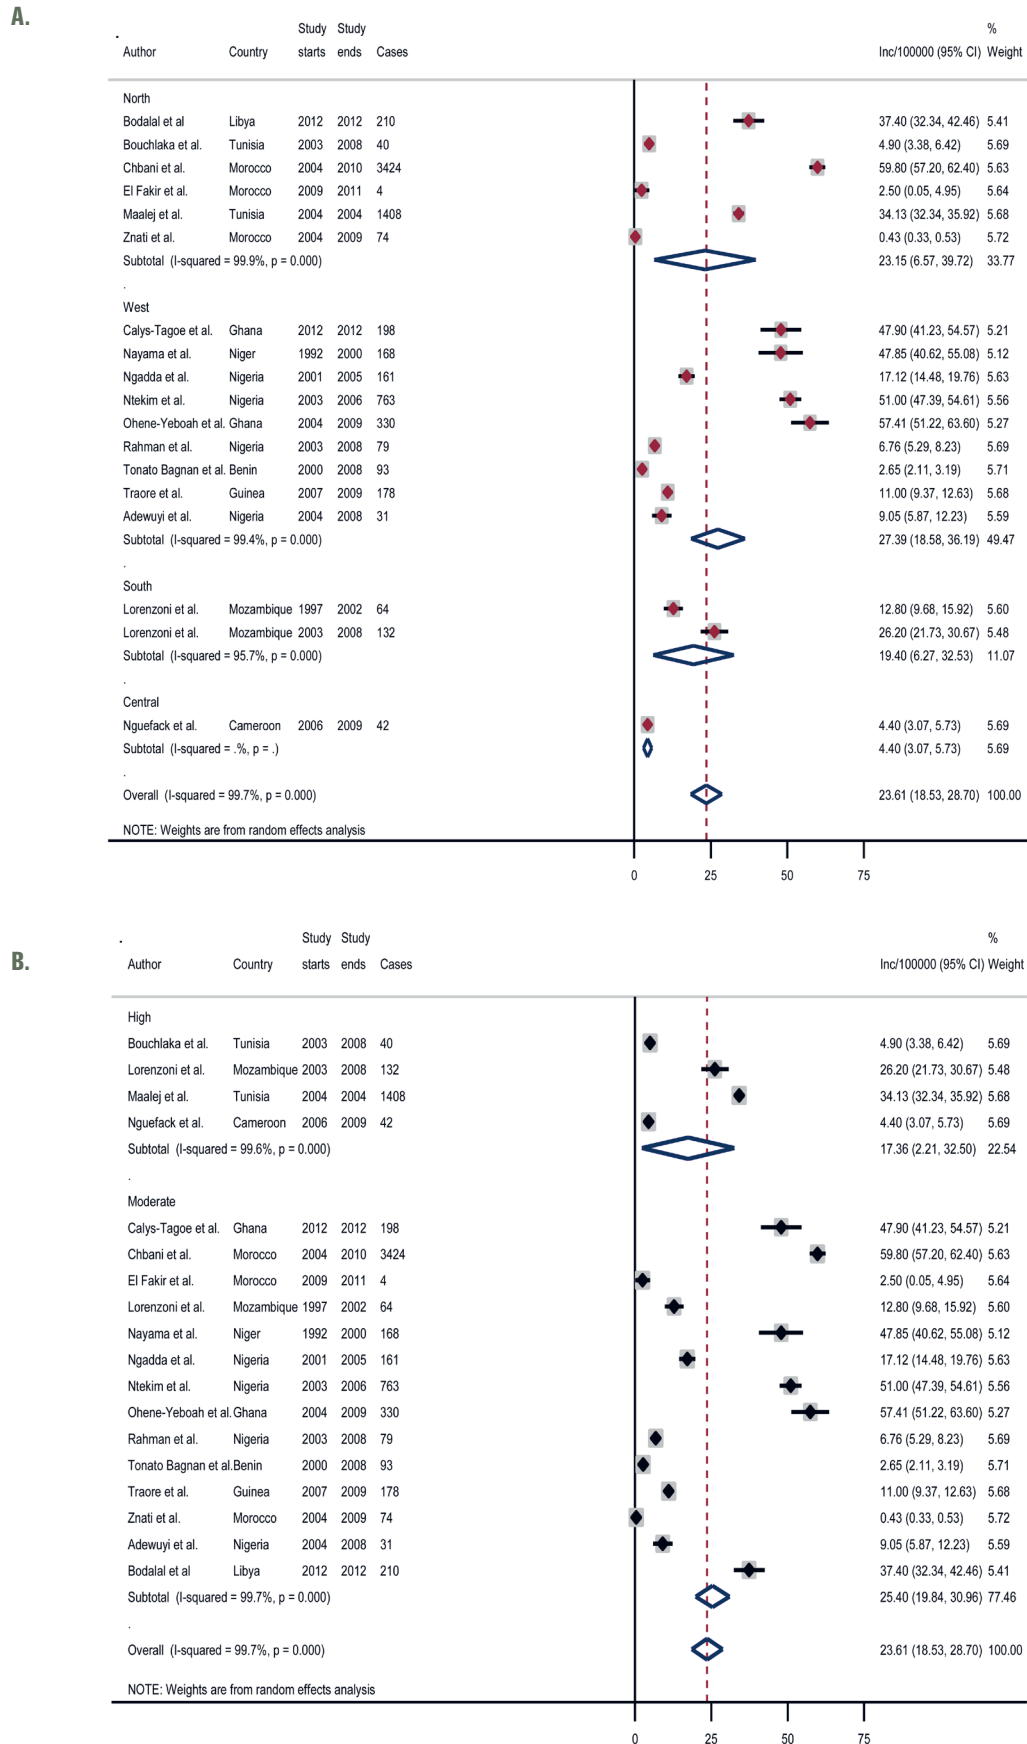 A.
Study Study %
Author Country starts ends Cases Inc/100000 (95% CI) Weight
North
Bodalal et al Libya 2012 2012 210 37.40 (32.34, 42.46) 5.41
Bouchlaka et al. Tunisia 2003 2008 40 4.90 (3.38, 6.42) 5.69
Chbani et al. Morocco 2004 2010 3424 59.80 (57.20, 62.40) 5.63
El Fakir et al. Morocco 2009 2011 4 2.50 (0.05, 4.95) 5.64
Maalej et al. Tunisia 2004 2004 1408 34.13 (32.34, 35.92) 5.68
Znati et al. Morocco 2004 2009 74 0.43 (0.33, 0.53) 5.72
Subtotal (I-squared = 99.9%, p = 0.000) 23.15 (6.57, 39.72) 33.77
.
West
Calys-Tagoe et al. Ghana 2012 2012 198 47.90 (41.23, 54.57) 5.21
Nayama et al. Niger 1992 2000 168 47.85 (40.62, 55.08) 5.12
Ngadda et al. Nigeria 2001 2005 161 17.12 (14.48, 19.76) 5.63
Ntekim et al. Nigeria 2003 2006 763 51.00 (47.39, 54.61) 5.56
Ohene-Yeboah et al. Ghana 2004 2009 330 57.41 (51.22, 63.60) 5.27
Rahman et al. Nigeria 2003 2008 79 6.76 (5.29, 8.23) 5.69
Tonato Bagnan et al. Benin 2000 2008 93 2.65 (2.11, 3.19) 5.71
Traore et al. Guinea 2007 2009 178 11.00 (9.37, 12.63) 5.68
Adewuyi et al. Nigeria 2004 2008 31 9.05 (5.87, 12.23) 5.59
Subtotal (I-squared = 99.4%, p = 0.000) 27.39 (18.58, 36.19) 49.47
.
South
Lorenzoni et al. Mozambique 1997 2002 64 12.80 (9.68, 15.92) 5.60
Lorenzoni et al. Mozambique 2003 2008 132 26.20 (21.73, 30.67) 5.48
Subtotal (I-squared = 95.7%, p = 0.000) 19.40 (6.27, 32.53) 11.07
.
Central
Nguefack et al. Cameroon 2006 2009 42 4.40 (3.07, 5.73) 5.69
Subtotal (I-squared = .%, p = .) 4.40 (3.07, 5.73) 5.69
.
Overall (I-squared = 99.7%, p = 0.000) 23.61 (18.53, 28.70) 100.00
NOTE: Weights are from random effects analysis
0 25 50 75
B.
Study Study %
Author Country starts ends Cases Inc/100000 (95% CI) Weight
High
Bouchlaka et al. Tunisia 2003 2008 40 4.90 (3.38, 6.42) 5.69
Lorenzoni et al. Mozambique 2003 2008 132 26.20 (21.73, 30.67) 5.48
Maalej et al. Tunisia 2004 2004 1408 34.13 (32.34, 35.92) 5.68
Nguefack et al. Cameroon 2006 2009 42 4.40 (3.07, 5.73) 5.69
Subtotal (I-squared = 99.6%, p = 0.000) 17.36 (2.21, 32.50) 22.54
.
Moderate
Calys-Tagoe et al. Ghana 2012 2012 198 47.90 (41.23, 54.57) 5.21
Chbani et al. Morocco 2004 2010 3424 59.80 (57.20, 62.40) 5.63
El Fakir et al. Morocco 2009 2011 4 2.50 (0.05, 4.95) 5.64
Lorenzoni et al. Mozambique 1997 2002 64 12.80 (9.68, 15.92) 5.60
Nayama et al. Niger 1992 2000 168 47.85 (40.62, 55.08) 5.12
Ngadda et al. Nigeria 2001 2005 161 17.12 (14.48, 19.76) 5.63
Ntekim et al. Nigeria 2003 2006 763 51.00 (47.39, 54.61) 5.56
Ohene-Yeboah et al. Ghana 2004 2009 330 57.41 (51.22, 63.60) 5.27
Rahman et al. Nigeria 2003 2008 79 6.76 (5.29, 8.23) 5.69
Tonato Bagnan et al. Benin 2000 2008 93 2.65 (2.11, 3.19) 5.71
Traore et al. Guinea 2007 2009 178 11.00 (9.37, 12.63) 5.68
Znati et al. Morocco 2004 2009 74 0.43 (0.33, 0.53) 5.72
Adewuyi et al. Nigeria 2004 2008 31 9.05 (5.87, 12.23) 5.59
Bodalal et al Libya 2012 2012 210 37.40 (32.34, 42.46) 5.41
Subtotal (I-squared = 99.7%, p = 0.000) 25.40 (19.84, 30.96) 77.46
.
Overall (I-squared = 99.7%, p = 0.000) 23.61 (18.53, 28.70) 100.00
NOTE: Weights are from random effects analysis
0 25 50 75